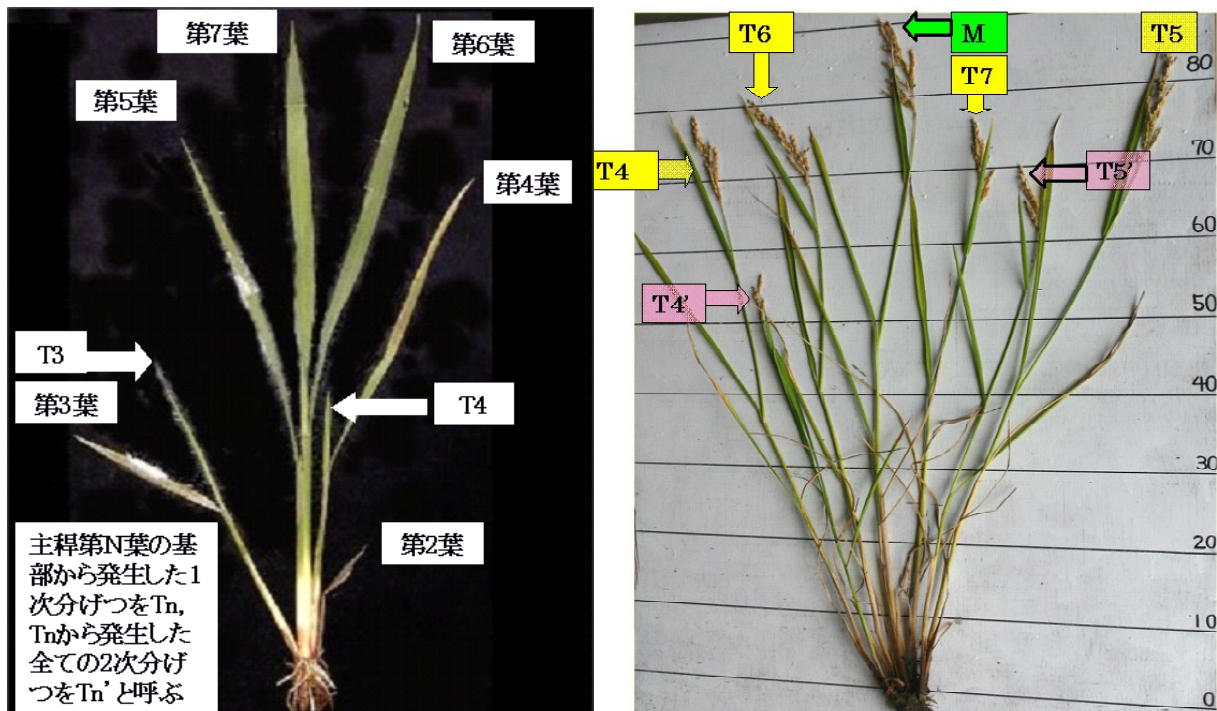 第7葉
第6葉
第5葉
第4葉
T3
第3葉
T4
第2葉
主稈第N葉の基
部から発生した1
次分げつをTn,
Tnから発生した
全ての2次分げ
つをTn'と呼ぶ
T6
M
T5
T7
T4
T5'
T4'
80
70
60
50
40
30
20
10
0